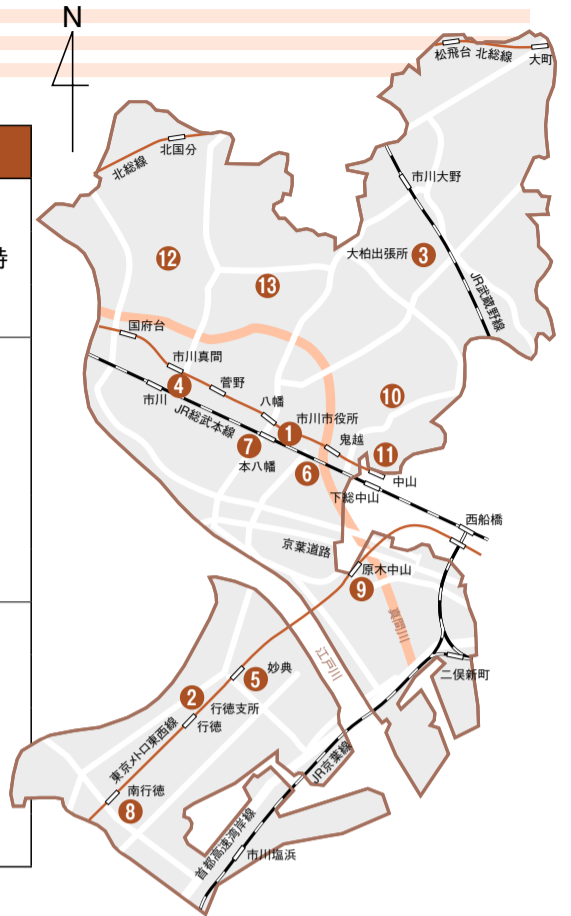 N
松飛台 北総線
大町
北国分
北総線
市川大野
時
大柏出張所 3
12
13
JR武蔵野線
国府台
市川真間
4
菅野
市川
八幡
10
JR総武本線
市川市役所
1
鬼越
7
本八幡
6
11
中山
下総中山
西船橋
京葉道路
原木中山
9
真間川
江戸川
二俣新町
妙典
5
2
行徳支所
行徳
東京メトロ東西線
南行徳
8
JR京葉線
首都高速湾岸線
市川塩浜